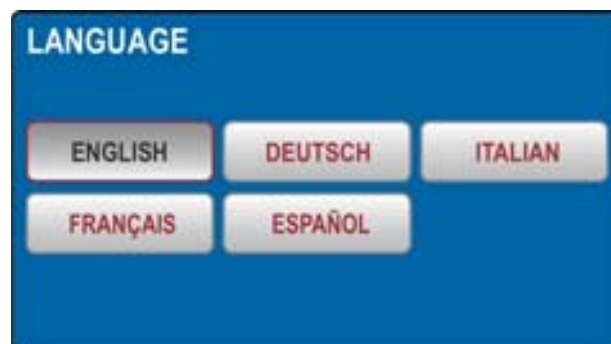 LANGUAGE
ENGLISH DEUTSCH ITALIAN
FRANÇAIS ESPAÑOL